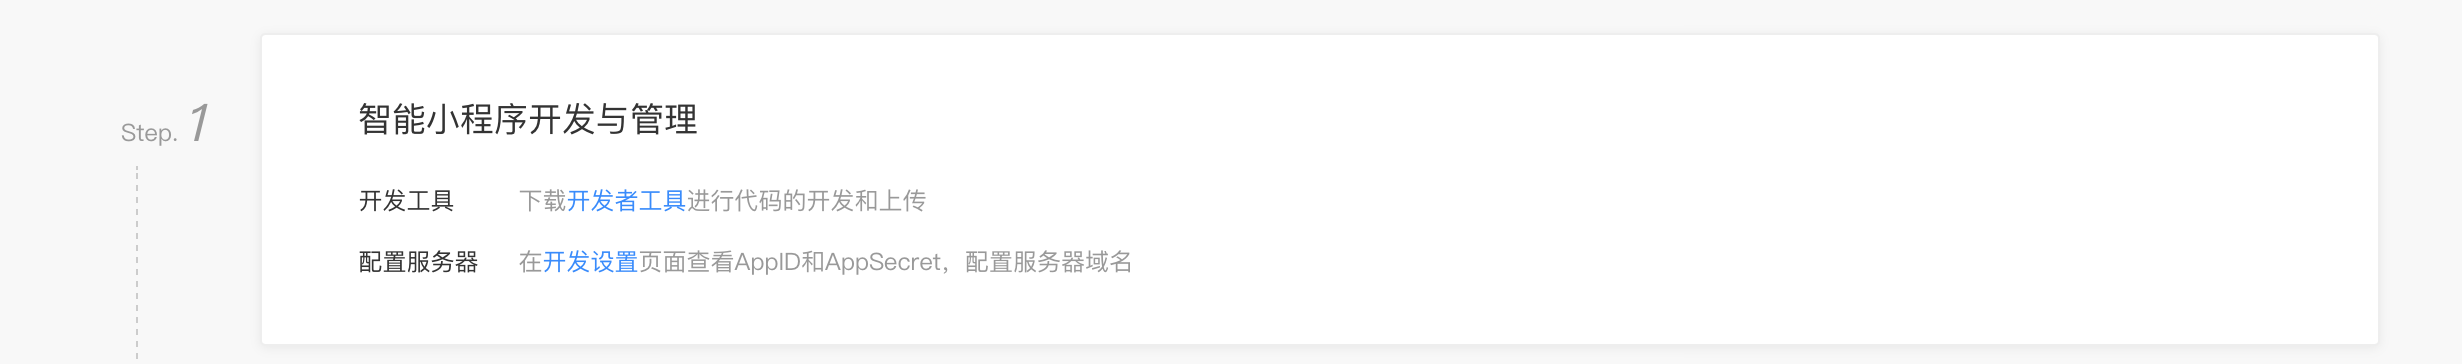 Step. 1
智能小程序开发与管理
开发工具 下载开发者工具进行代码的开发和上传
配置服务器 在开发设置页面查看AppID和AppSecret，配置服务器域名